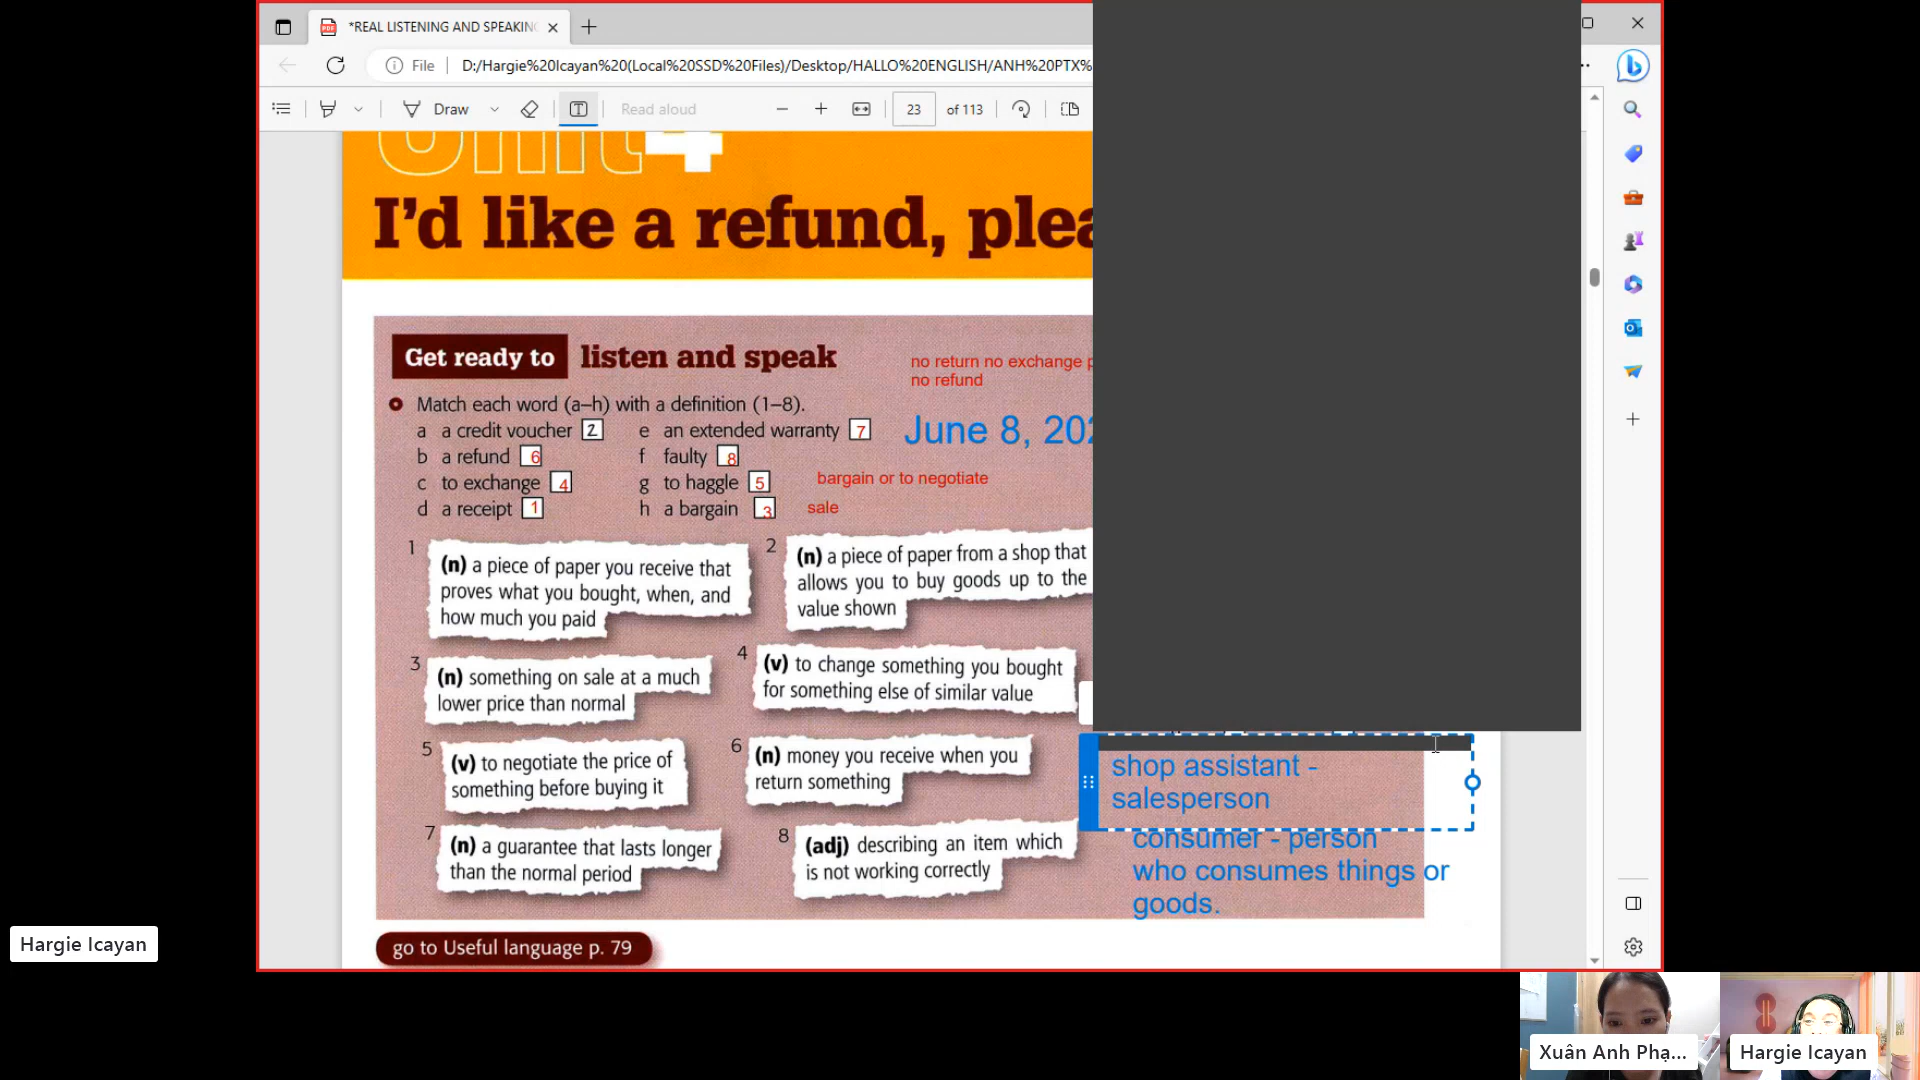 *REAL LISTENING AND SPEAKIN
File
D:/Hargie%20Icayan%20(Local%20SSD%20Files)/Desktop/HALLO%20ENGLISH/ANH%20PTX%
Draw
Read aloud
23
of 113
Unit 4
I'd like a refund, plea
Get ready to listen and speak
no return no exchange p
no refund
Match each word (a–h) with a definition (1–8).
a a credit voucher 2
e an extended warranty 7
June 8, 202
b a refund 6
f faulty 8
c to exchange 4
g to haggle 5
bargain or to negotiate
d a receipt 1
h a bargain 3
sale
1
(n) a piece of paper you receive that
proves what you bought, when, and
how much you paid
2
(n) a piece of paper from a shop that
allows you to buy goods up to the
value shown
3
(n) something on sale at a much
lower price than normal
4
(v) to change something you bought
for something else of similar value
5
(v) to negotiate the price of
something before buying it
6
(n) money you receive when you
return something
7
(n) a guarantee that lasts longer
than the normal period
8
(adj) describing an item which
is not working correctly
shop assistant -
salesperson
consumer - person
who consumes things or
goods.
go to Useful language p. 79
Hargie Icayan
Xuân Anh Phạ...
Hargie Icayan